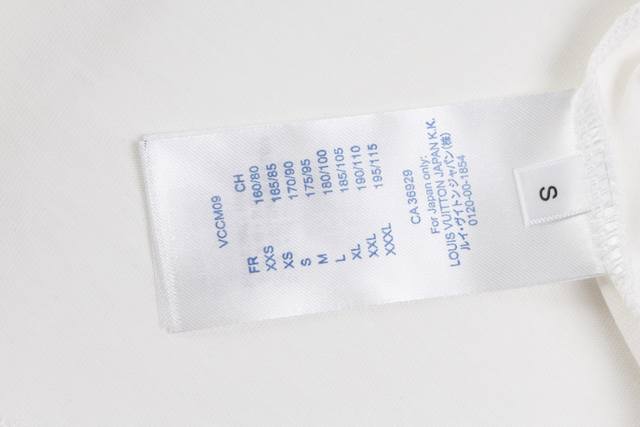 VCCM09
FR CH
XXS 160/80
XS 165/85
S 170/90
M 175/95
L 180/100
XL 185/105
XXL 190/110
XXXL 195/115
CA 36929
For Japan only:
LOUIS VUITTON JAPAN K.K.
ルイ・ヴィトンジャパン(株)
0120-00-1854
S